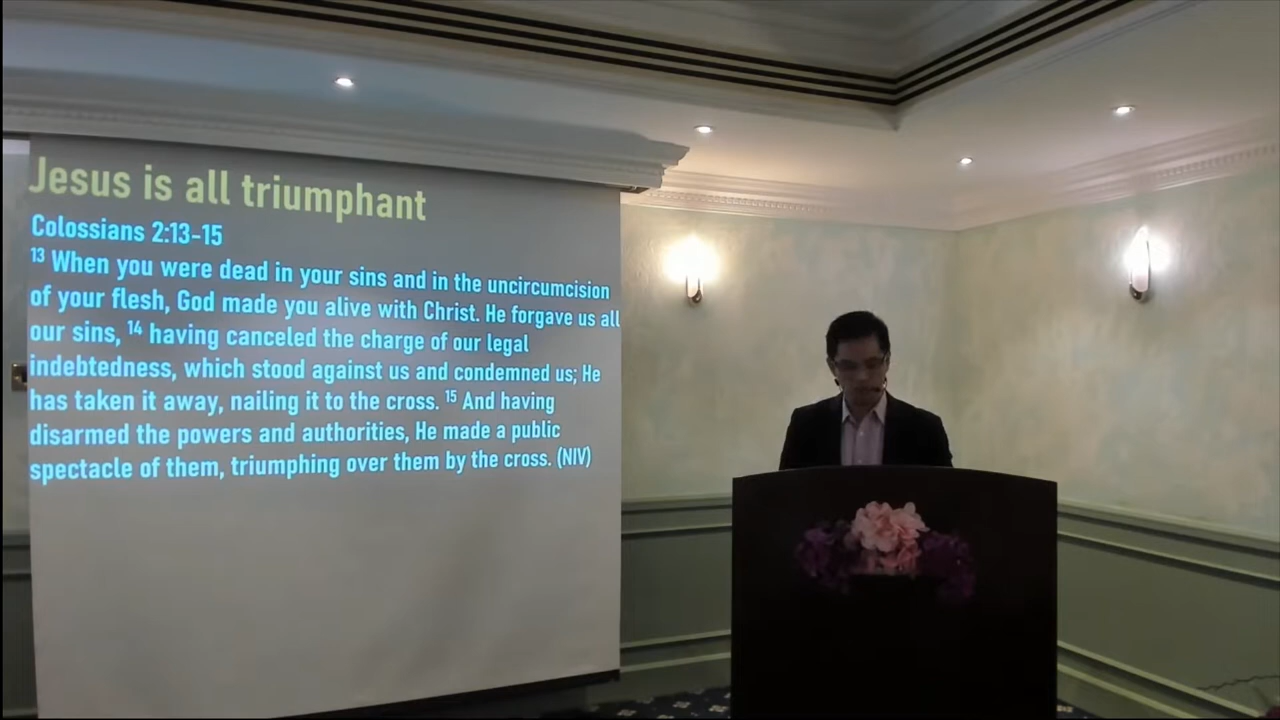 Jesus is all triumphant
Colossians 2:13-15
13 When you were dead in your sins and in the uncircumcision
of your flesh, God made you alive with Christ. He forgave us all
our sins, 14 having canceled the charge of our legal
indebtedness, which stood against us and condemned us; He
has taken it away, nailing it to the cross. 15 And having
disarmed the powers and authorities, He made a public
spectacle of them, triumphing over them by the cross. (NIV)